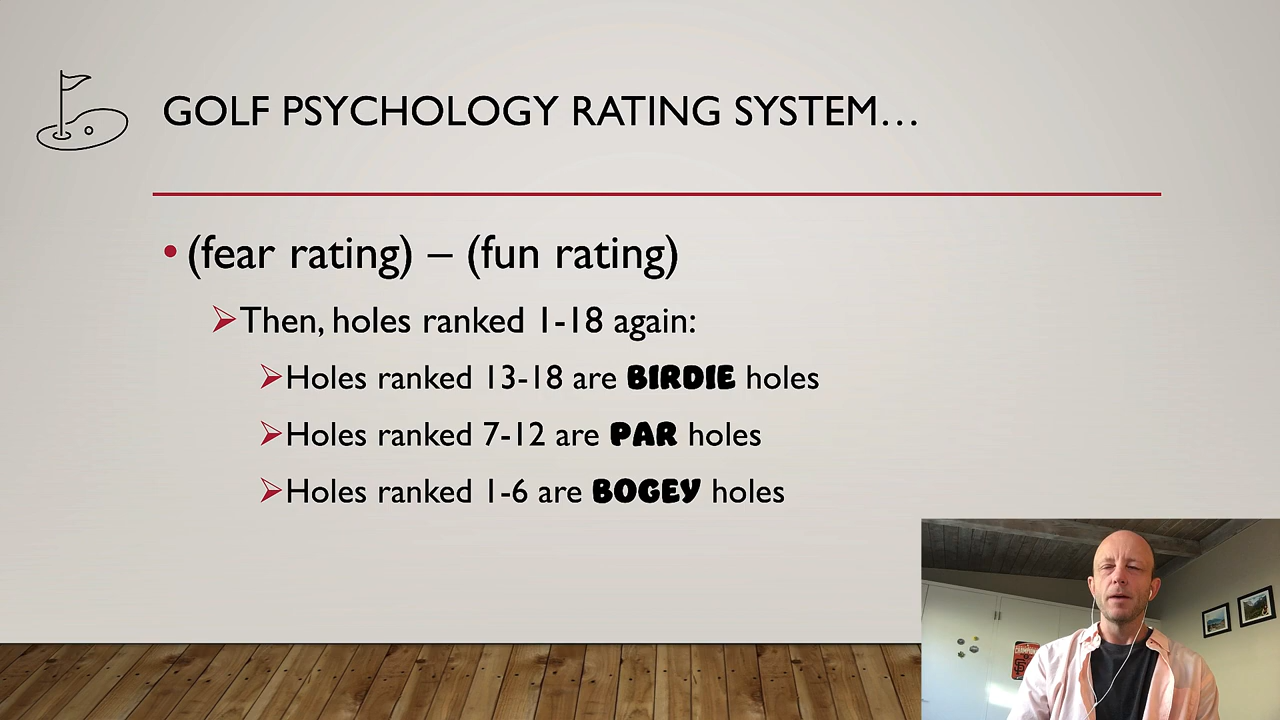 GOLF PSYCHOLOGY RATING SYSTEM…
• (fear rating) – (fun rating)
➢ Then, holes ranked 1-18 again:
➢ Holes ranked 13-18 are BIRDIE holes
➢ Holes ranked 7-12 are PAR holes
➢ Holes ranked 1-6 are BOGEY holes